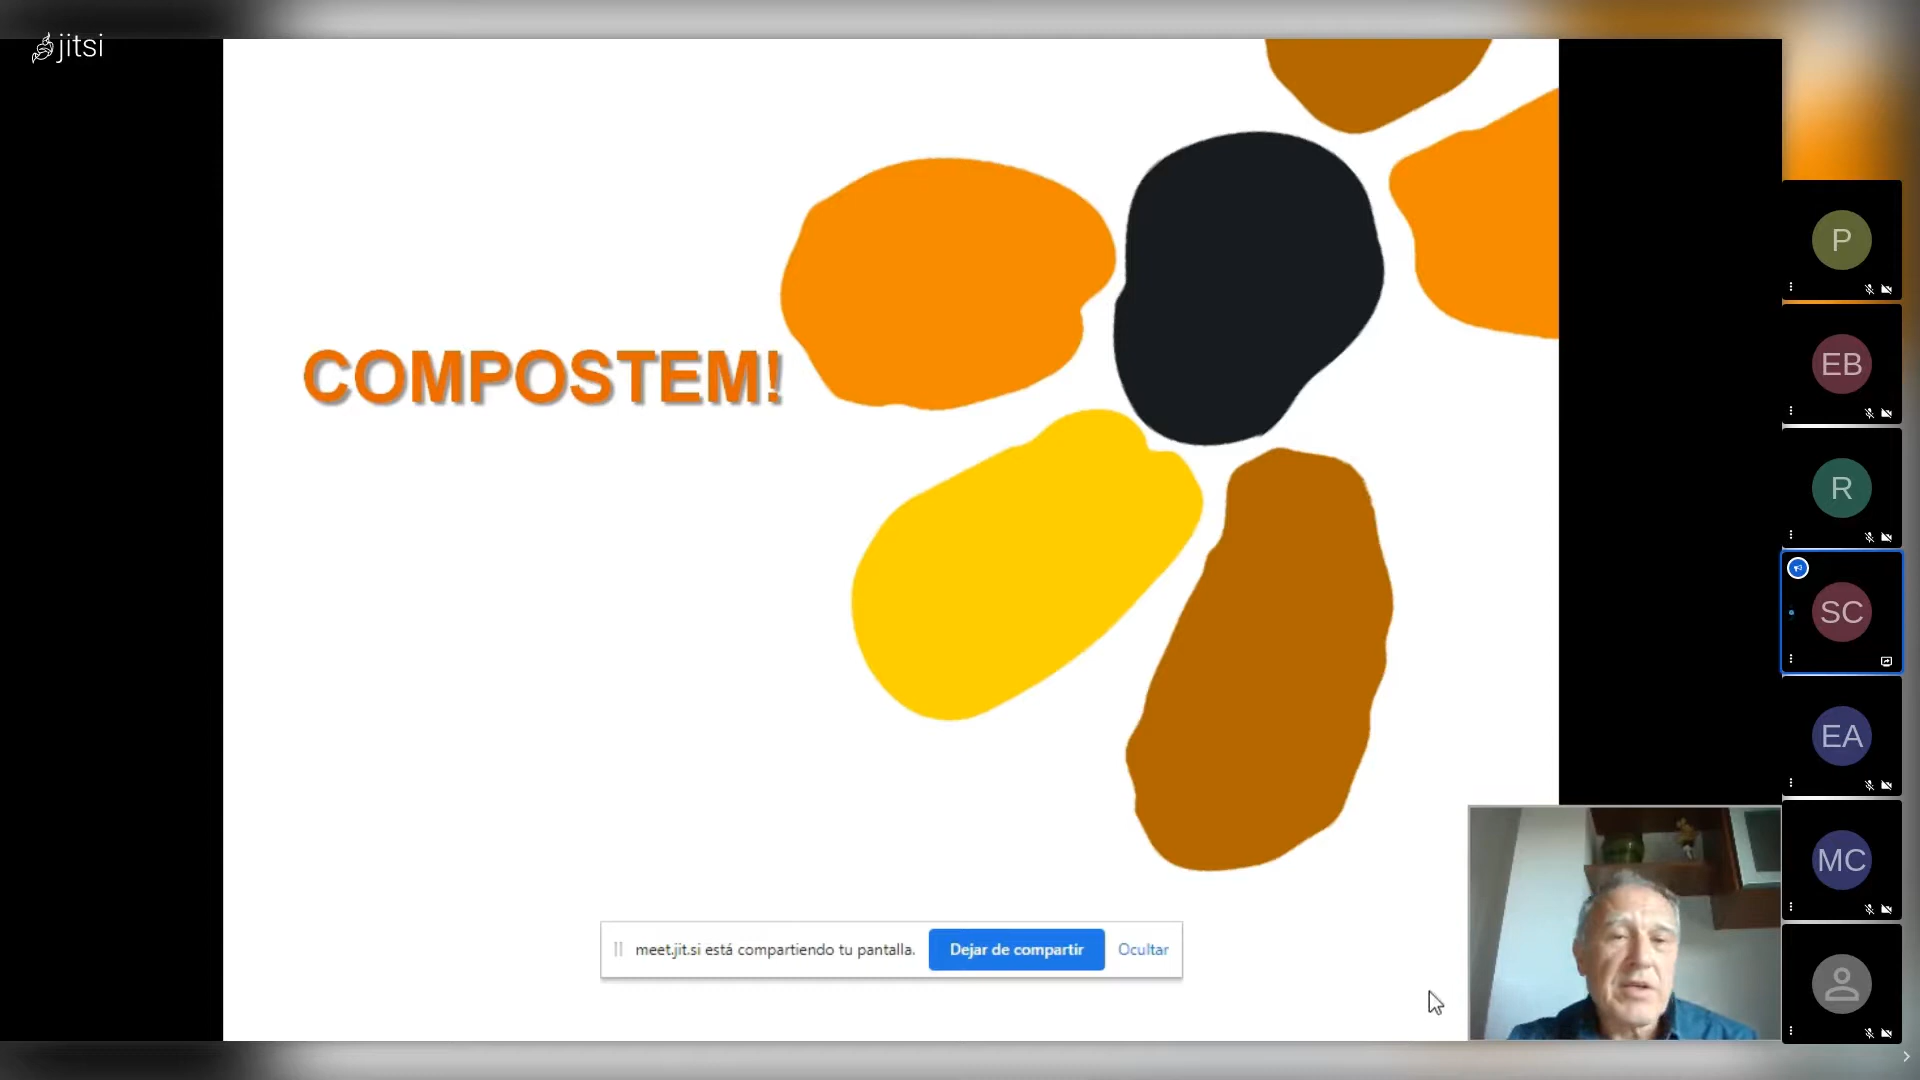 jitsi
COMPOSTEM!
P
EB
R
SC
EA
MC
meet.jit.si está compartiendo tu pantalla.
Dejar de compartir
Ocultar